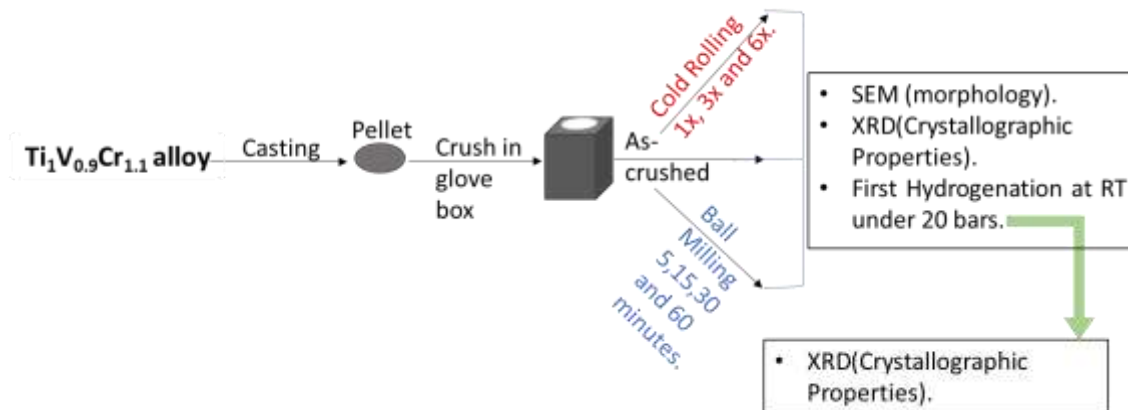 Ti₁V₀.₉Cr₁.₁ alloy
Casting
Pellet
Crush in
glove
box
As-
crushed
Cold Rolling
1x, 3x and 6x.
Ball
Milling
5,15,30
and 60
minutes.
• SEM (morphology).
• XRD(Crystallographic
Properties).
• First Hydrogenation at RT
under 20 bars.
• XRD(Crystallographic
Properties).